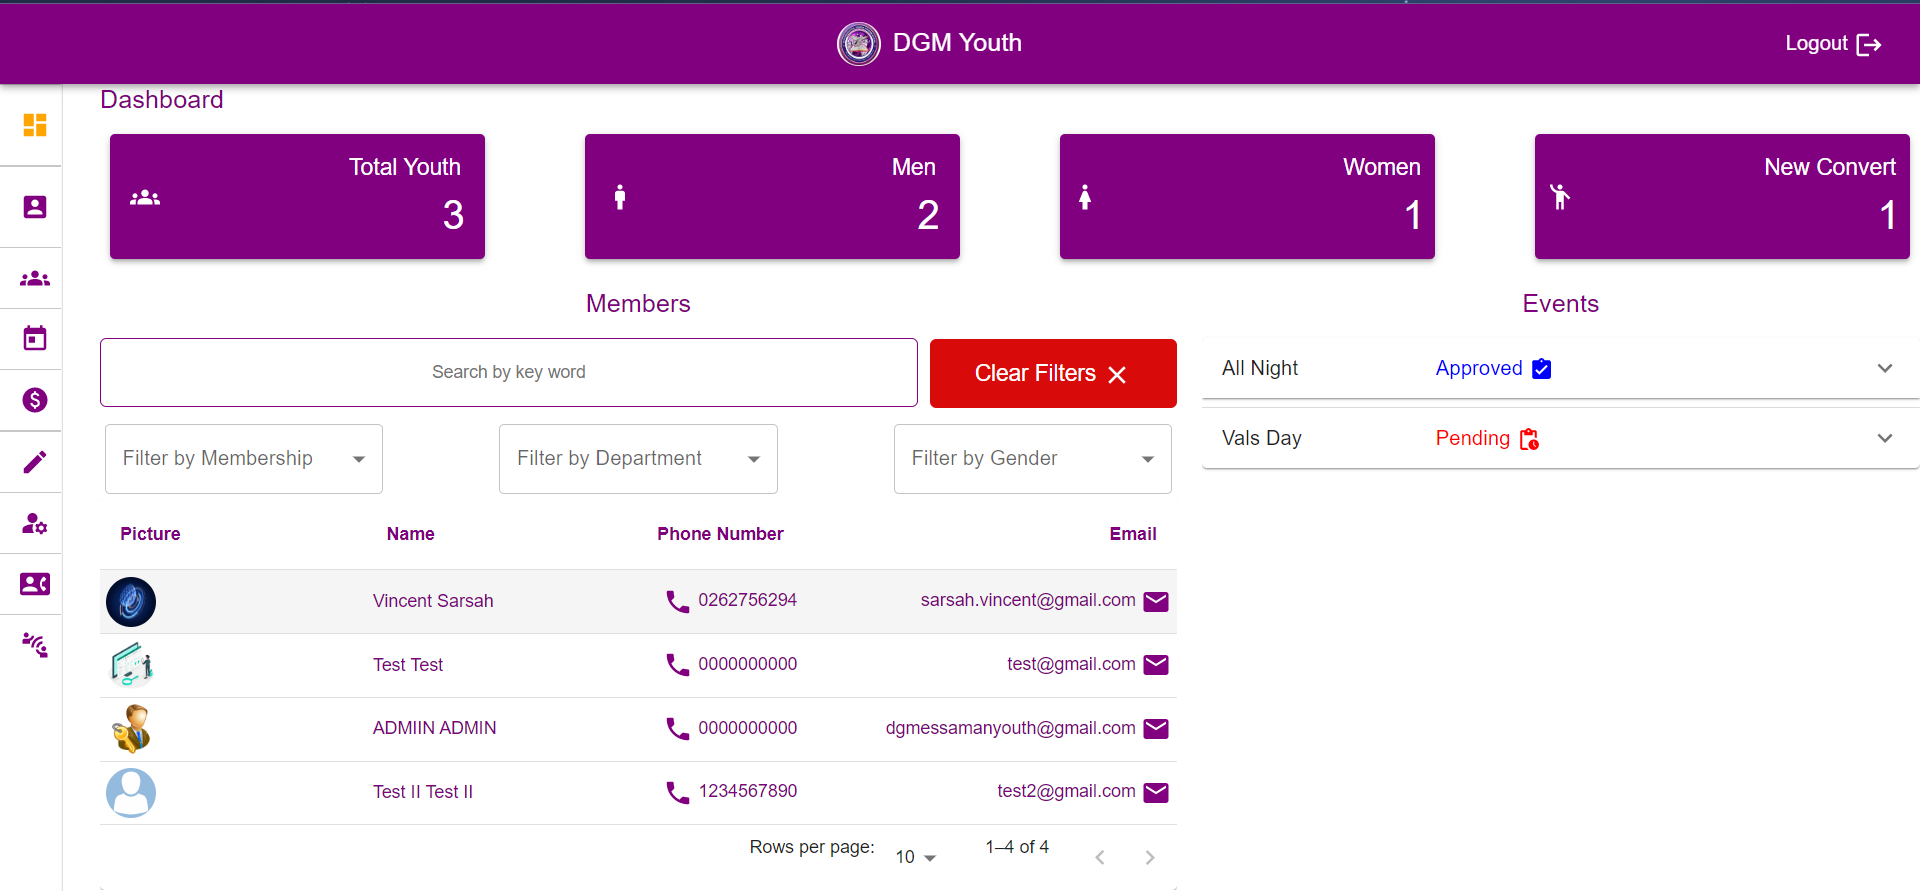 DGM Youth
Logout
Dashboard
Total Youth
3
Men
2
Women
1
New Convert
1
Members
Search by key word
Clear Filters
Filter by Membership
Filter by Department
Filter by Gender
Picture Name Phone Number Email
Vincent Sarsah 0262756294 sarsah.vincent@gmail.com
Test Test 0000000000 test@gmail.com
ADMIIN ADMIN 0000000000 dgmessamanyouth@gmail.com
Test II Test II 1234567890 test2@gmail.com
Rows per page: 10 1–4 of 4
Events
All Night Approved
Vals Day Pending